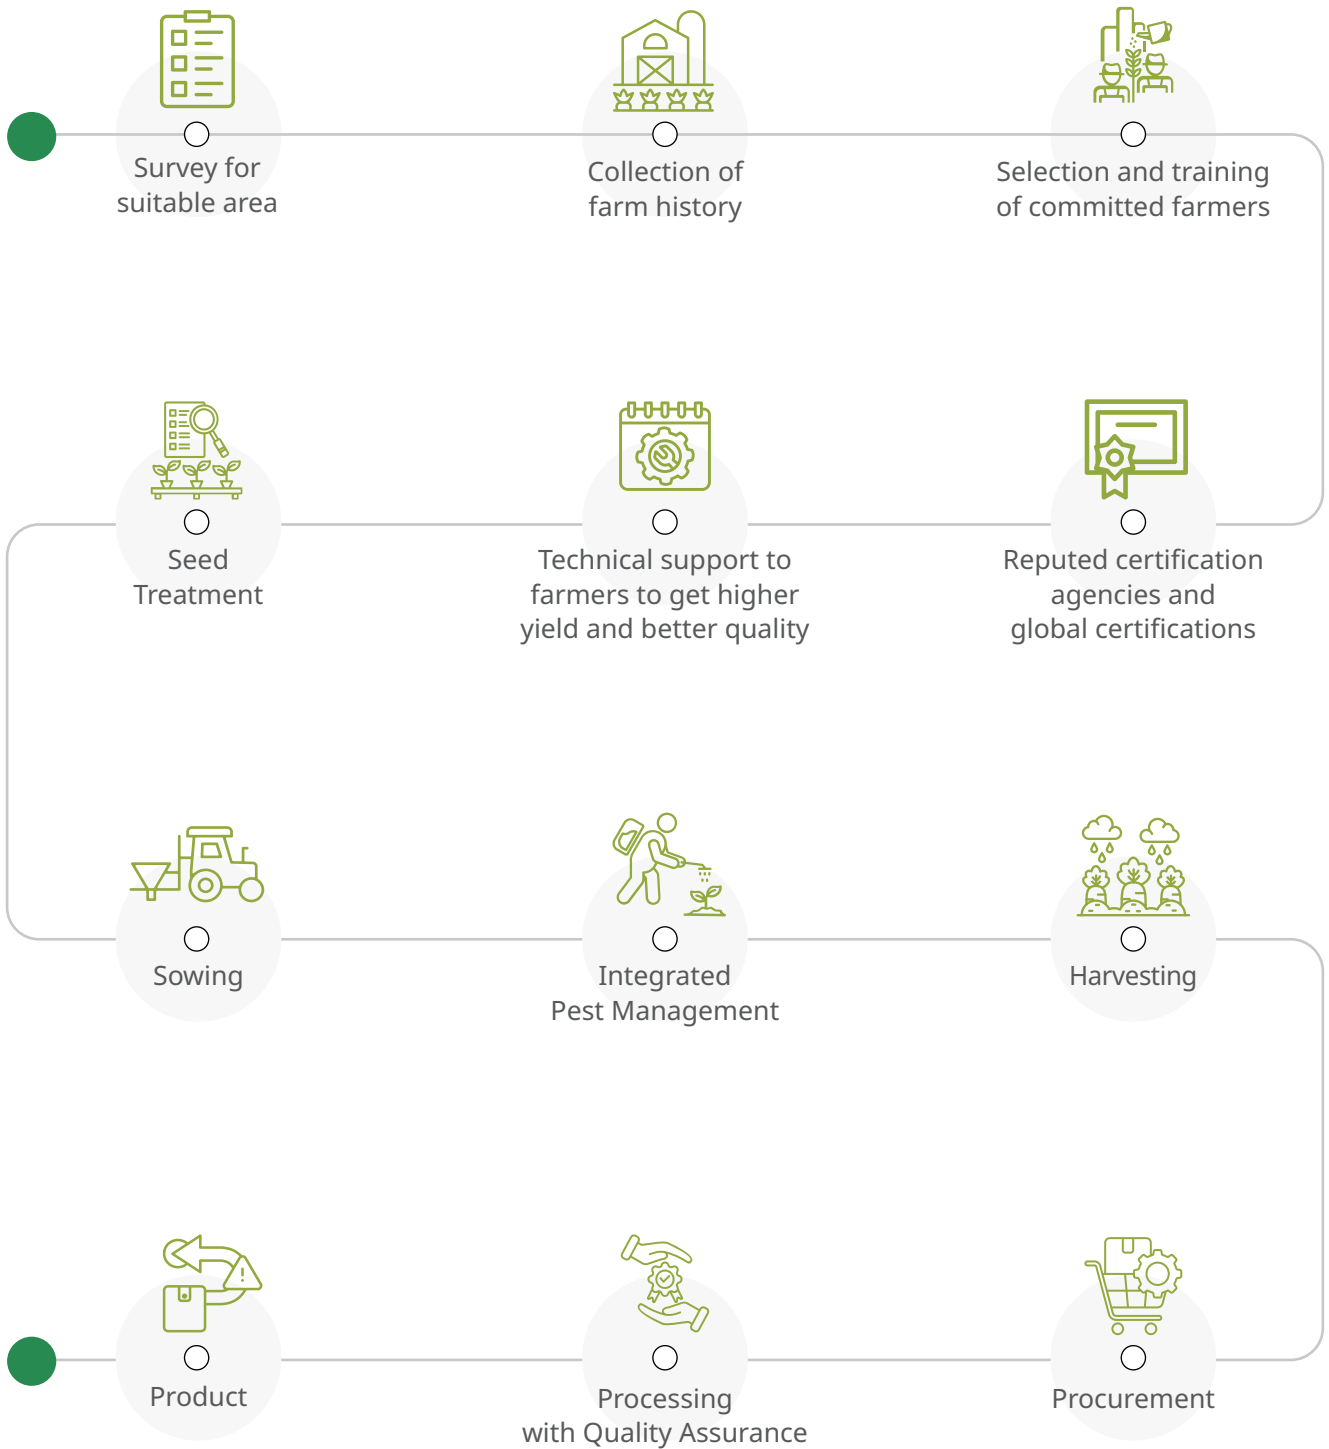 Survey for
suitable area
Collection of
farm history
Selection and training
of committed farmers
Seed
Treatment
Technical support to
farmers to get higher
yield and better quality
Reputed certification
agencies and
global certifications
Sowing
Integrated
Pest Management
Harvesting
Product
Processing
with Quality Assurance
Procurement